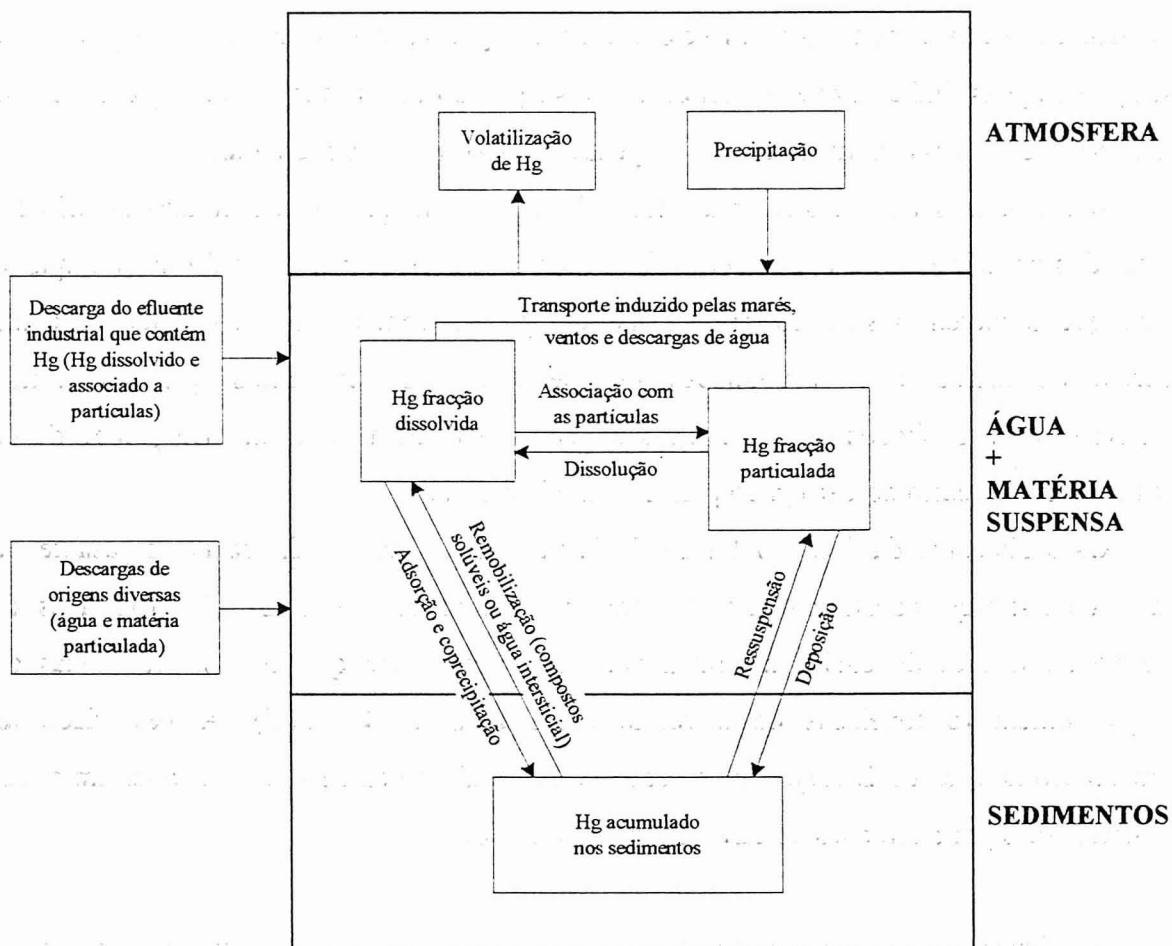 ATMOSFERA
Volatilização
de Hg
Precipitação
Descarga do efluente
industrial que contém
Hg (Hg dissolvido e
associado a
partículas)
Transporte induzido pelas marés,
ventos e descargas de água
Hg fracção
dissolvida
Associação com
as partículas
Dissolução
Hg fracção
particulada
ÁGUA
+
MATÉRIA
SUSPENSA
Descargas de
origens diversas
(água e matéria
particulada)
Adsorção e coprecipitação
Remobilização (compostos
solúveis ou água intersticial)
Ressuspensão
Deposição
Hg acumulado
nos sedimentos
SEDIMENTOS